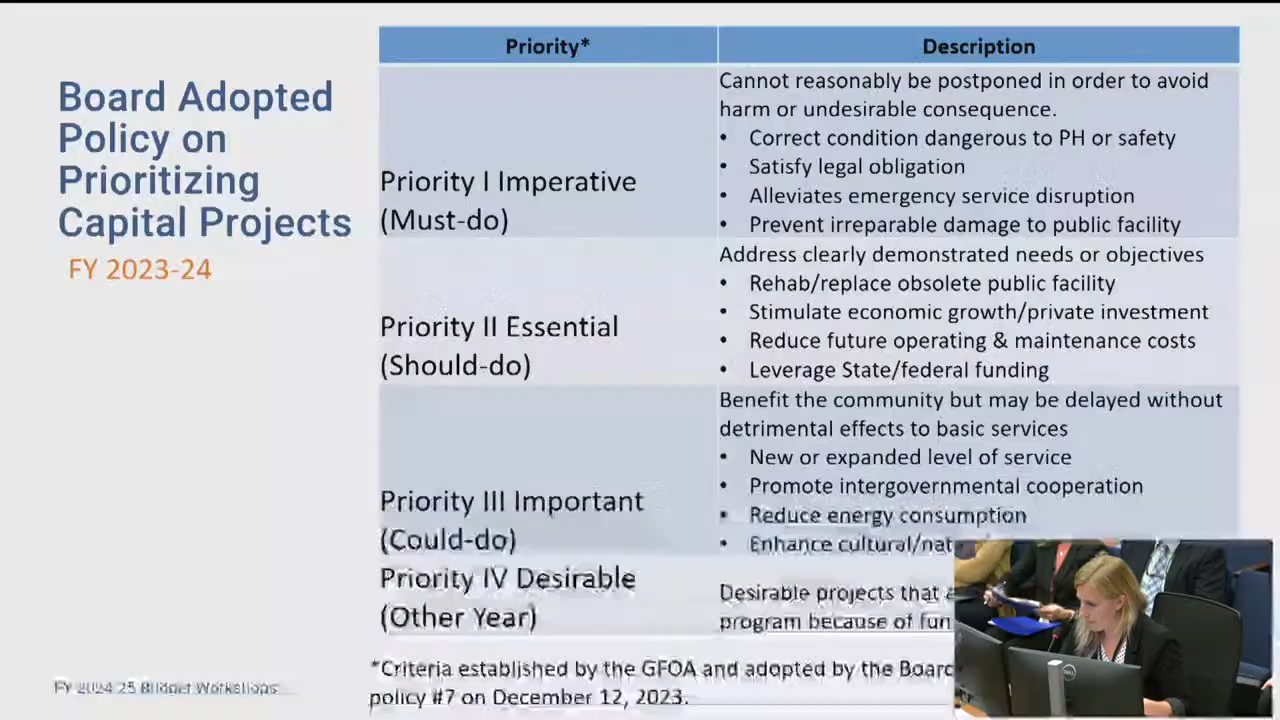 Board Adopted
Policy on
Prioritizing
Capital Projects
FY 2023-24
Priority*
Description
Priority I Imperative
(Must-do)
Cannot reasonably be postponed in order to avoid
harm or undesirable consequence.
• Correct condition dangerous to PH or safety
• Satisfy legal obligation
• Alleviates emergency service disruption
• Prevent irreparable damage to public facility
Priority II Essential
(Should-do)
Address clearly demonstrated needs or objectives
• Rehab/replace obsolete public facility
• Stimulate economic growth/private investment
• Reduce future operating & maintenance costs
• Leverage State/federal funding
Priority III Important
(Could-do)
Benefit the community but may be delayed without
detrimental effects to basic services
• New or expanded level of service
• Promote intergovernmental cooperation
• Reduce energy consumption
• Enhance cultural/nat
Priority IV Desirable
(Other Year)
Desirable projects that
program because of fun
*Criteria established by the GFOA and adopted by the Board
policy #7 on December 12, 2023.
FY 2024-25 Budget Workshops
DELL